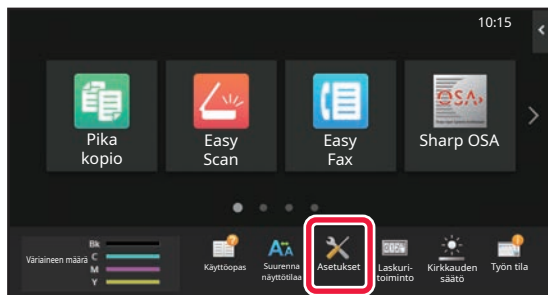 10:15
Pika
kopio
Easy
Scan
Easy
Fax
OSA
Sharp OSA
Väriaineen määrä
Bk
C
M
Y
Käyttöopas
Suurenna
näyttötilaa
Asetukset
Laskuri-
toiminto
Kirkkauden
säätö
Työn tila